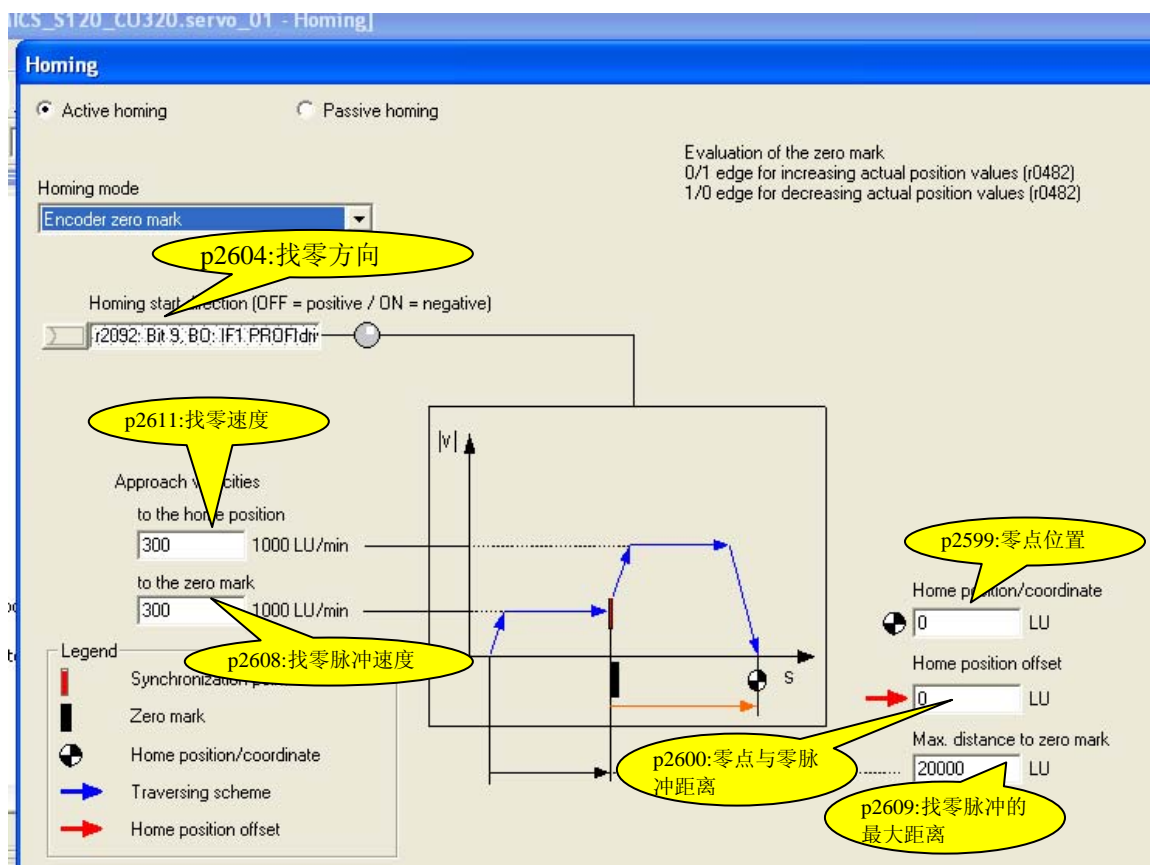 ICS_S120_CU320.servo_01 - Homing]
Homing
Active homing
Passive homing
Evaluation of the zero mark
0/1 edge for increasing actual position values (r0482)
1/0 edge for decreasing actual position values (r0482)
Homing mode
Encoder zero mark
p2604:找零方向
Homing start direction (OFF = positive / ON = negative)
r2092: Bit 9, BO: IF1 PROFIdri
p2611:找零速度
|v|
Approach velocities
to the home position
300 1000 LU/min
to the zero mark
300 1000 LU/min
p2608:找零脉冲速度
p2599:零点位置
Home position/coordinate
0 LU
Home position offset
0 LU
s
Legend
Synchronization
Zero mark
Home position/coordinate
Traversing scheme
Home position offset
p2600:零点与零脉
冲距离
Max. distance to zero mark
20000 LU
p2609:找零脉冲的
最大距离